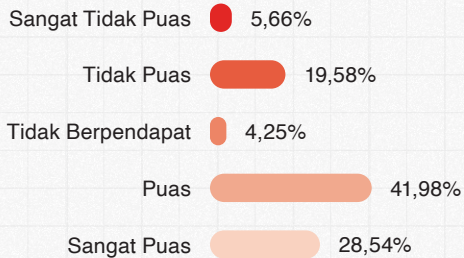 Sangat Tidak Puas 5,66%
Tidak Puas 19,58%
Tidak Berpendapat 4,25%
Puas 41,98%
Sangat Puas 28,54%